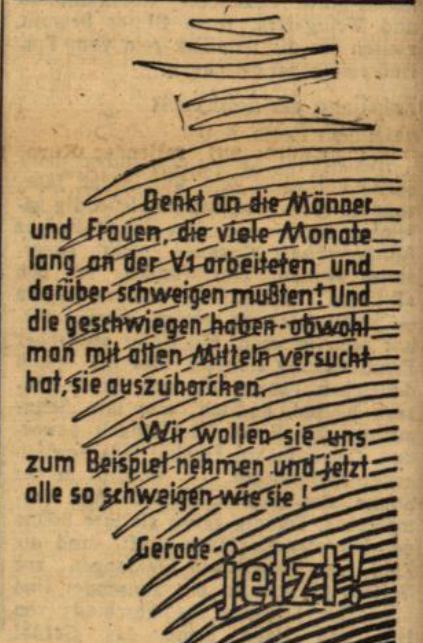 Denkt an die Männer
und Frauen, die viele Monate
lang an der V1 arbeiteten und
darüber schweigen mußten! Und
die geschwiegen haben - obwohl
man mit allen Mitteln versucht
hat, sie auszuhorchen.
Wir wollen sie uns
zum Beispiel nehmen und jetzt
alle so schweigen wie sie!
Gerade -
jetzt!